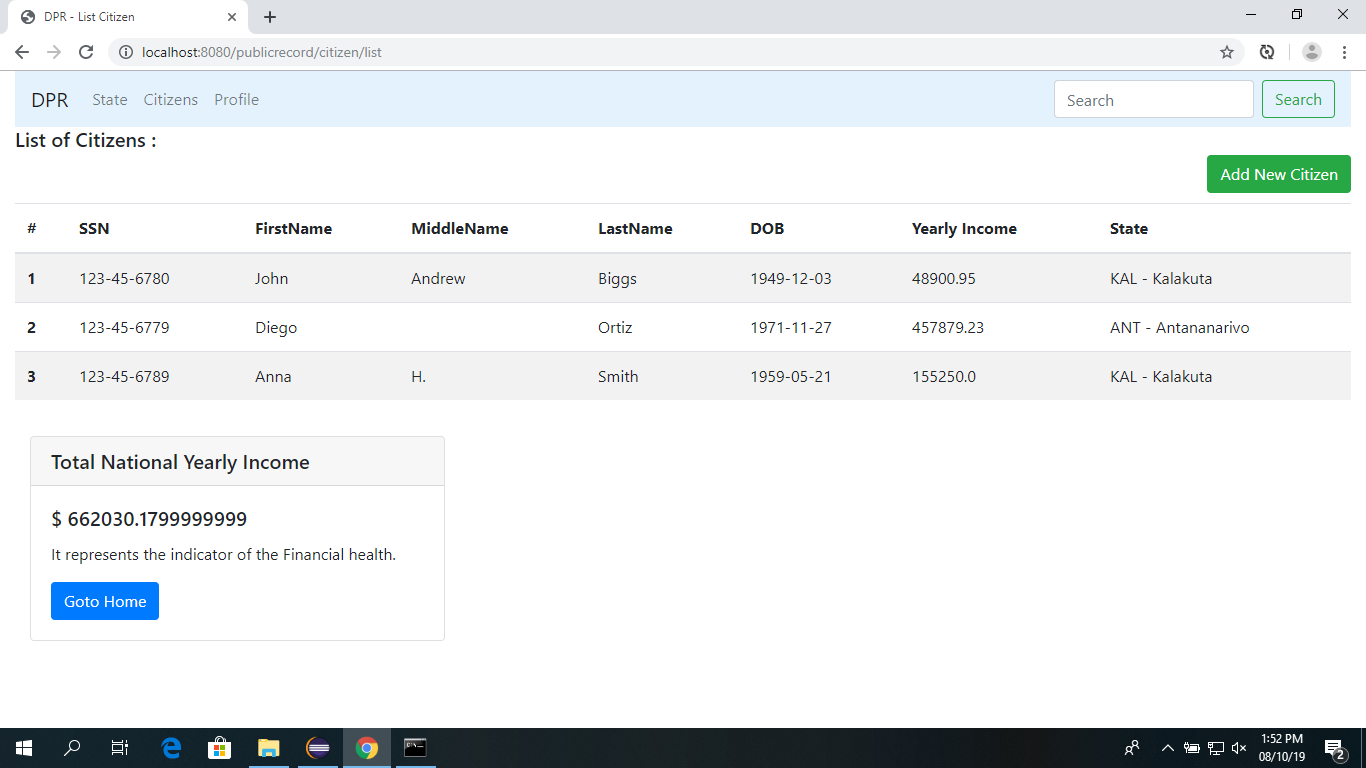 DPR - List Citizen
localhost:8080/publicrecord/citizen/list
DPR State Citizens Profile Search Search
List of Citizens :
Add New Citizen
# SSN FirstName MiddleName LastName DOB Yearly Income State
1 123-45-6780 John Andrew Biggs 1949-12-03 48900.95 KAL - Kalakuta
2 123-45-6779 Diego Ortiz 1971-11-27 457879.23 ANT - Antananarivo
3 123-45-6789 Anna H. Smith 1959-05-21 155250.0 KAL - Kalakuta
Total National Yearly Income
$ 662030.1799999999
It represents the indicator of the Financial health.
Goto Home
1:52 PM
08/10/19
2